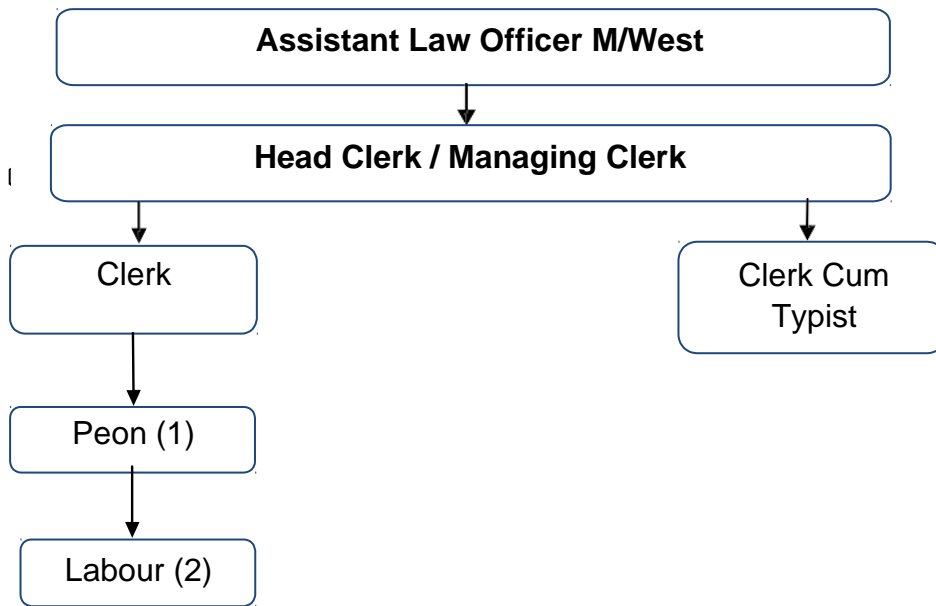 Assistant Law Officer M/West
Head Clerk / Managing Clerk
Clerk
Clerk Cum
Typist
Peon (1)
Labour (2)